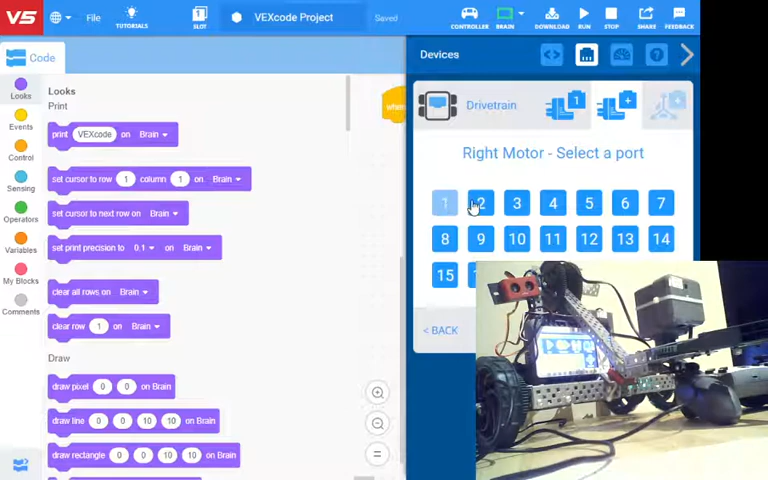 V5 File TUTORIALS 1 SLOT VEXcode Project Saved CONTROLLER BRAIN DOWNLOAD RUN STOP SHARE FEEDBACK
Code
Devices
Looks
Events
Control
Sensing
Operators
Variables
My Blocks
Comments
Looks
Print
print VEXcode on Brain
set cursor to row 1 column 1 on Brain
set cursor to next row on Brain
set print precision to 0.1 on Brain
clear all rows on Brain
clear row 1 on Brain
Draw
draw pixel 0 0 on Brain
draw line 0 0 10 10 on Brain
draw rectangle 0 0 10 10 on Brain
when
Drivetrain 1
Right Motor - Select a port
1 2 3 4 5 6 7
8 9 10 11 12 13 14
15
< BACK